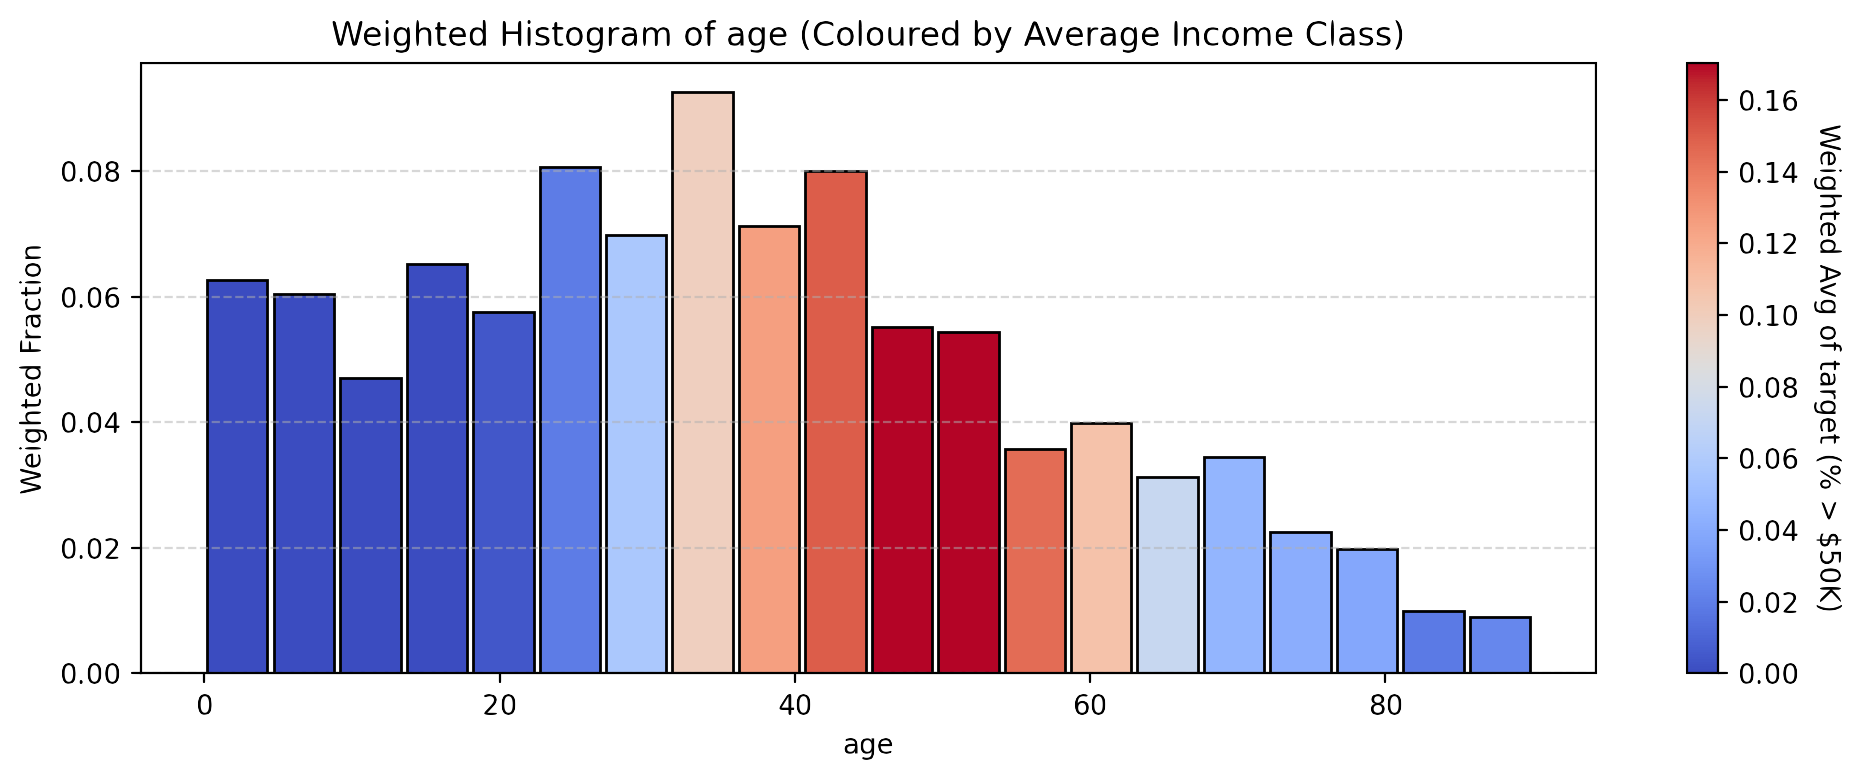 Weighted Histogram of age (Coloured by Average Income Class)
Weighted Fraction
0.08
0.06
0.04
0.02
0.00
0 20 40 60 80
age
0.16
0.14
0.12
0.10
0.08
0.06
0.04
0.02
0.00
Weighted Avg of target (% > $50K)